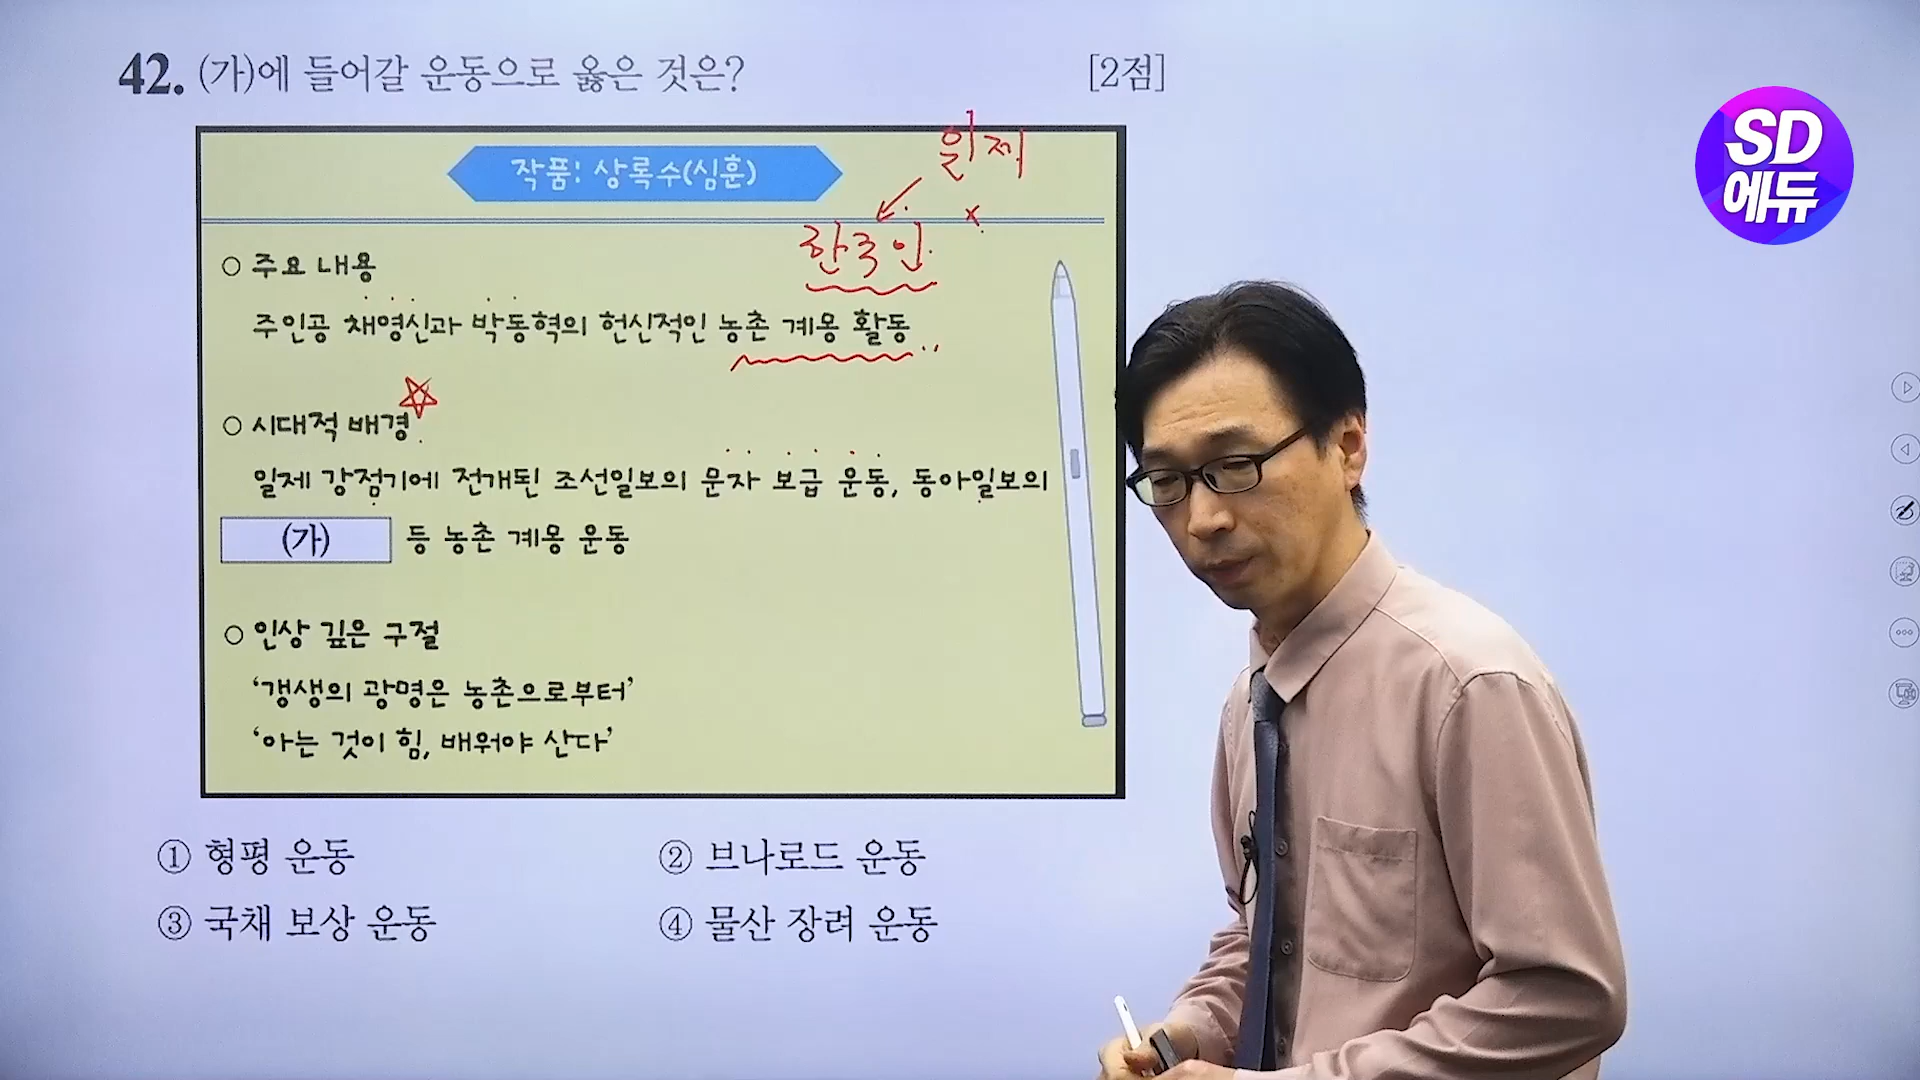 42. (가)에 들어갈 운동으로 옳은 것은? [2점]
일제
SD
에듀
작품: 상록수(심훈)
한국인
○ 주요 내용
주인공 채영신과 박동혁의 헌신적인 농촌 계몽 활동
○ 시대적 배경
일제 강점기에 전개된 조선일보의 문자 보급 운동, 동아일보의
(가) 등 농촌 계몽 운동
○ 인상 깊은 구절
‘갱생의 광명은 농촌으로부터’
‘아는 것이 힘, 배워야 산다’
① 형평 운동 ② 브나로드 운동
③ 국채 보상 운동 ④ 물산 장려 운동